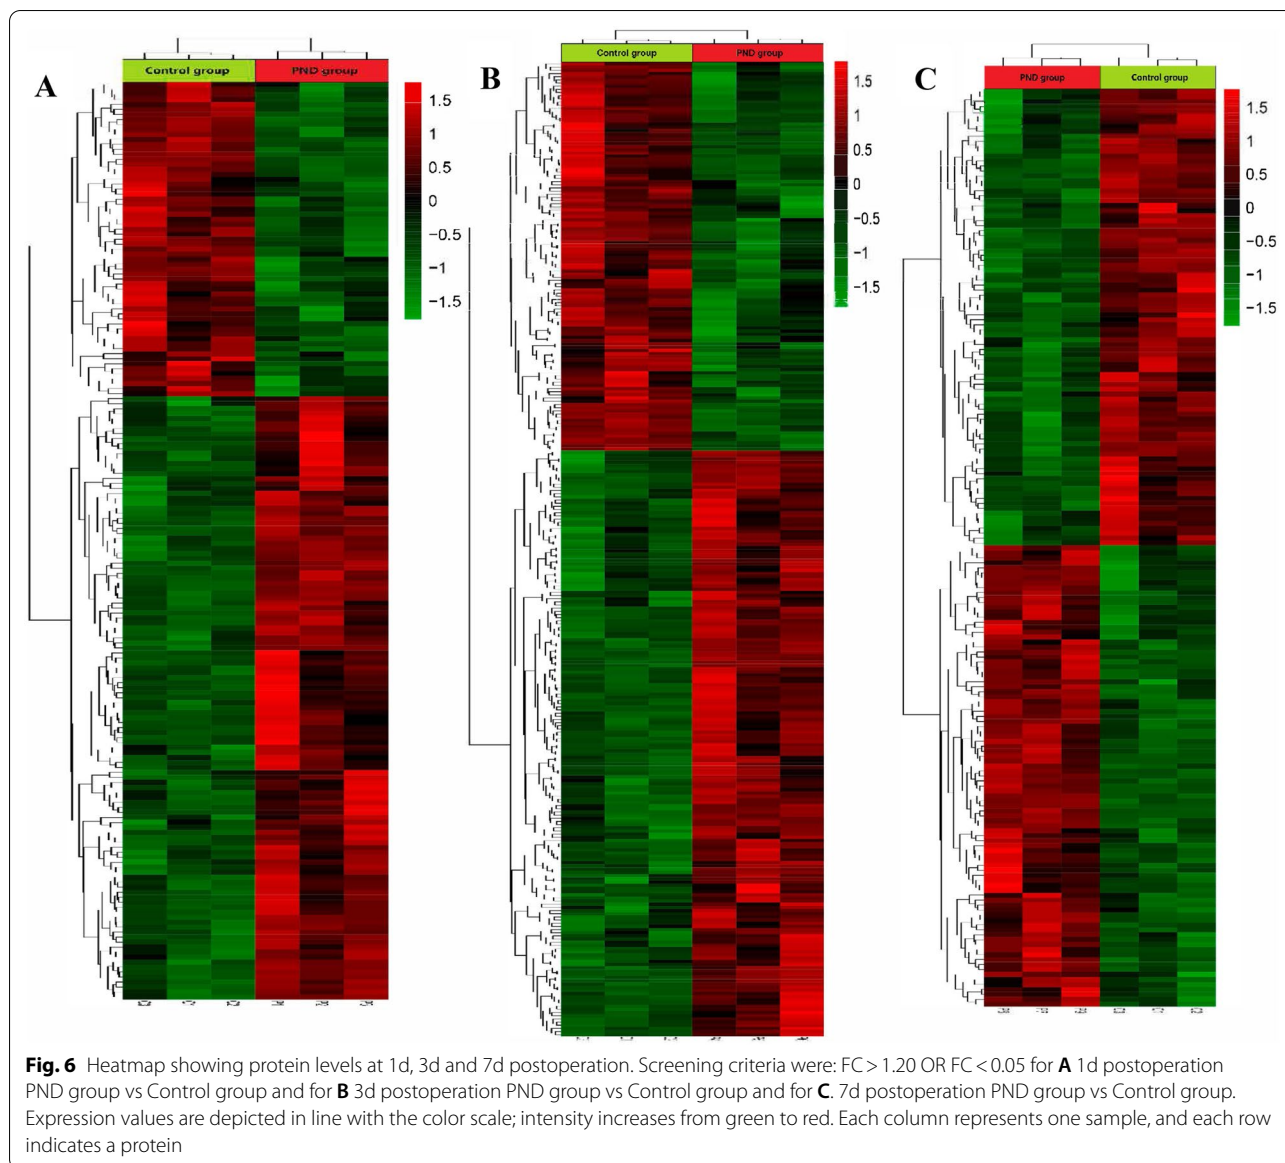 A
Control group PND group
1.5
1
0.5
0
−0.5
−1
−1.5
B
Control group PND group
1.5
1
0.5
0
−0.5
−1
−1.5
C
PND group Control group
1.5
1
0.5
0
−0.5
−1
−1.5
Fig. 6 Heatmap showing protein levels at 1d, 3d and 7d postoperation. Screening criteria were: FC > 1.20 OR FC < 0.05 for A 1d postoperation
PND group vs Control group and for B 3d postoperation PND group vs Control group and for C. 7d postoperation PND group vs Control group.
Expression values are depicted in line with the color scale; intensity increases from green to red. Each column represents one sample, and each row
indicates a protein